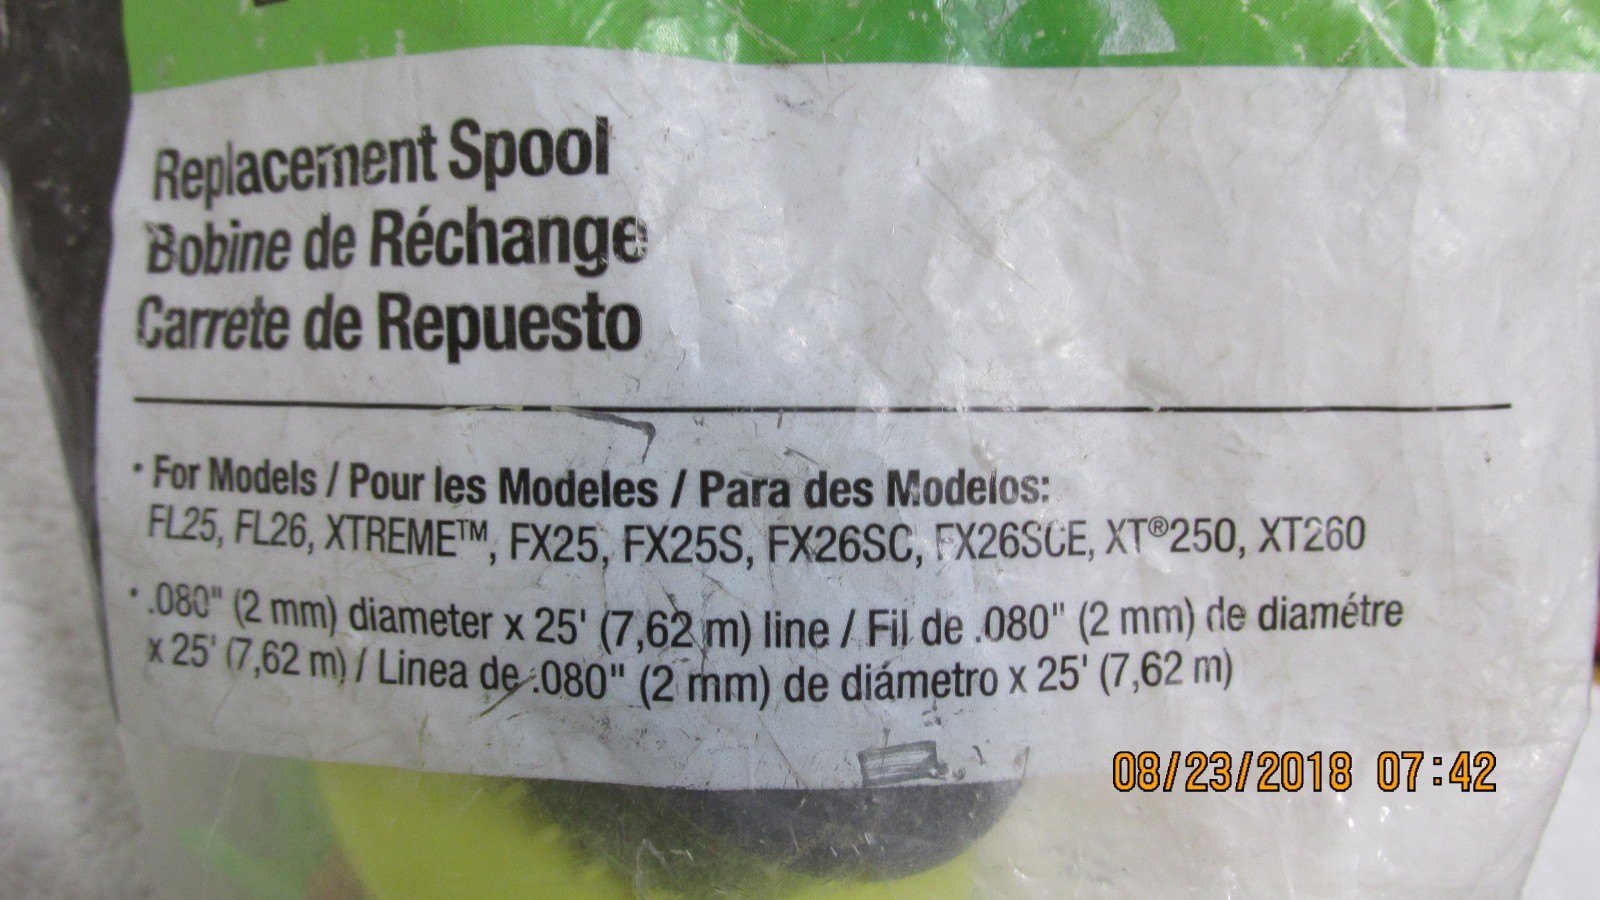 Replacement Spool
Bobine de Réchange
Carrete de Repuesto
• For Models / Pour les Modeles / Para des Modelos:
FL25, FL26, XTREME™, FX25, FX25S, FX26SC, FX26SCE, XT®250, XT260
• .080" (2 mm) diameter x 25' (7,62 m) line / Fil de .080" (2 mm) de diamétre
x 25' (7,62 m) / Linea de .080" (2 mm) de diámetro x 25' (7,62 m)
08/23/2018 07:42